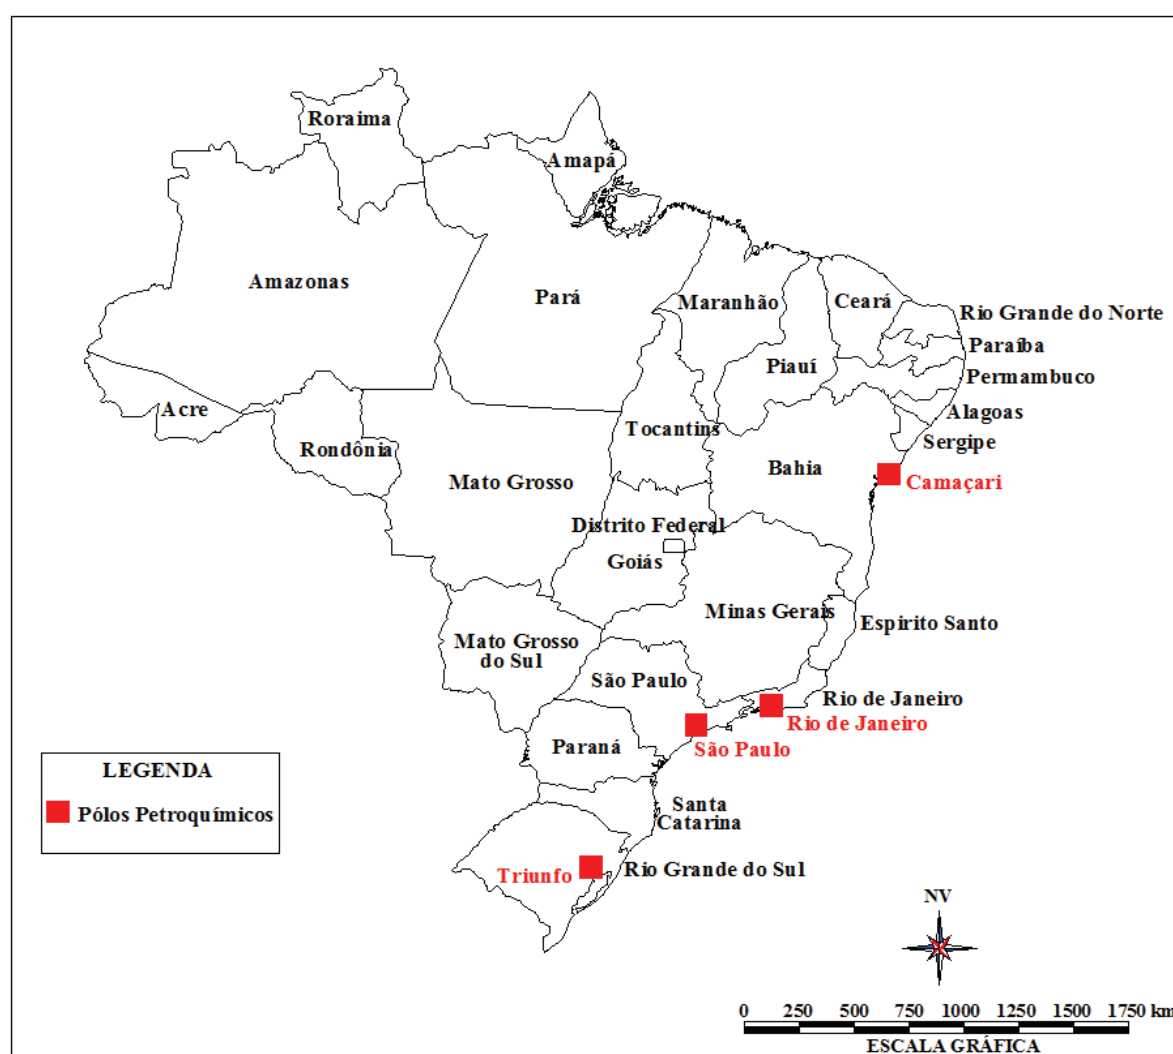 Roraima
Amapá
Amazonas
Pará
Maranhão
Ceará
Rio Grande do Norte
Paraíba
Piauí
Permambuco
Acre
Alagoas
Tocantins
Sergipe
Rondônia
Bahia
Mato Grosso
Camaçari
Distrito Federal
Goiás
Minas Gerais
Espirito Santo
Mato Grosso
do Sul
São Paulo
Rio de Janeiro
Rio de Janeiro
Paraná
São Paulo
LEGENDA
Pólos Petroquímicos
Santa
Catarina
Triunfo
Rio Grande do Sul
NV
0 250 500 750 1000 1250 1500 1750 km
ESCALA GRÁFICA